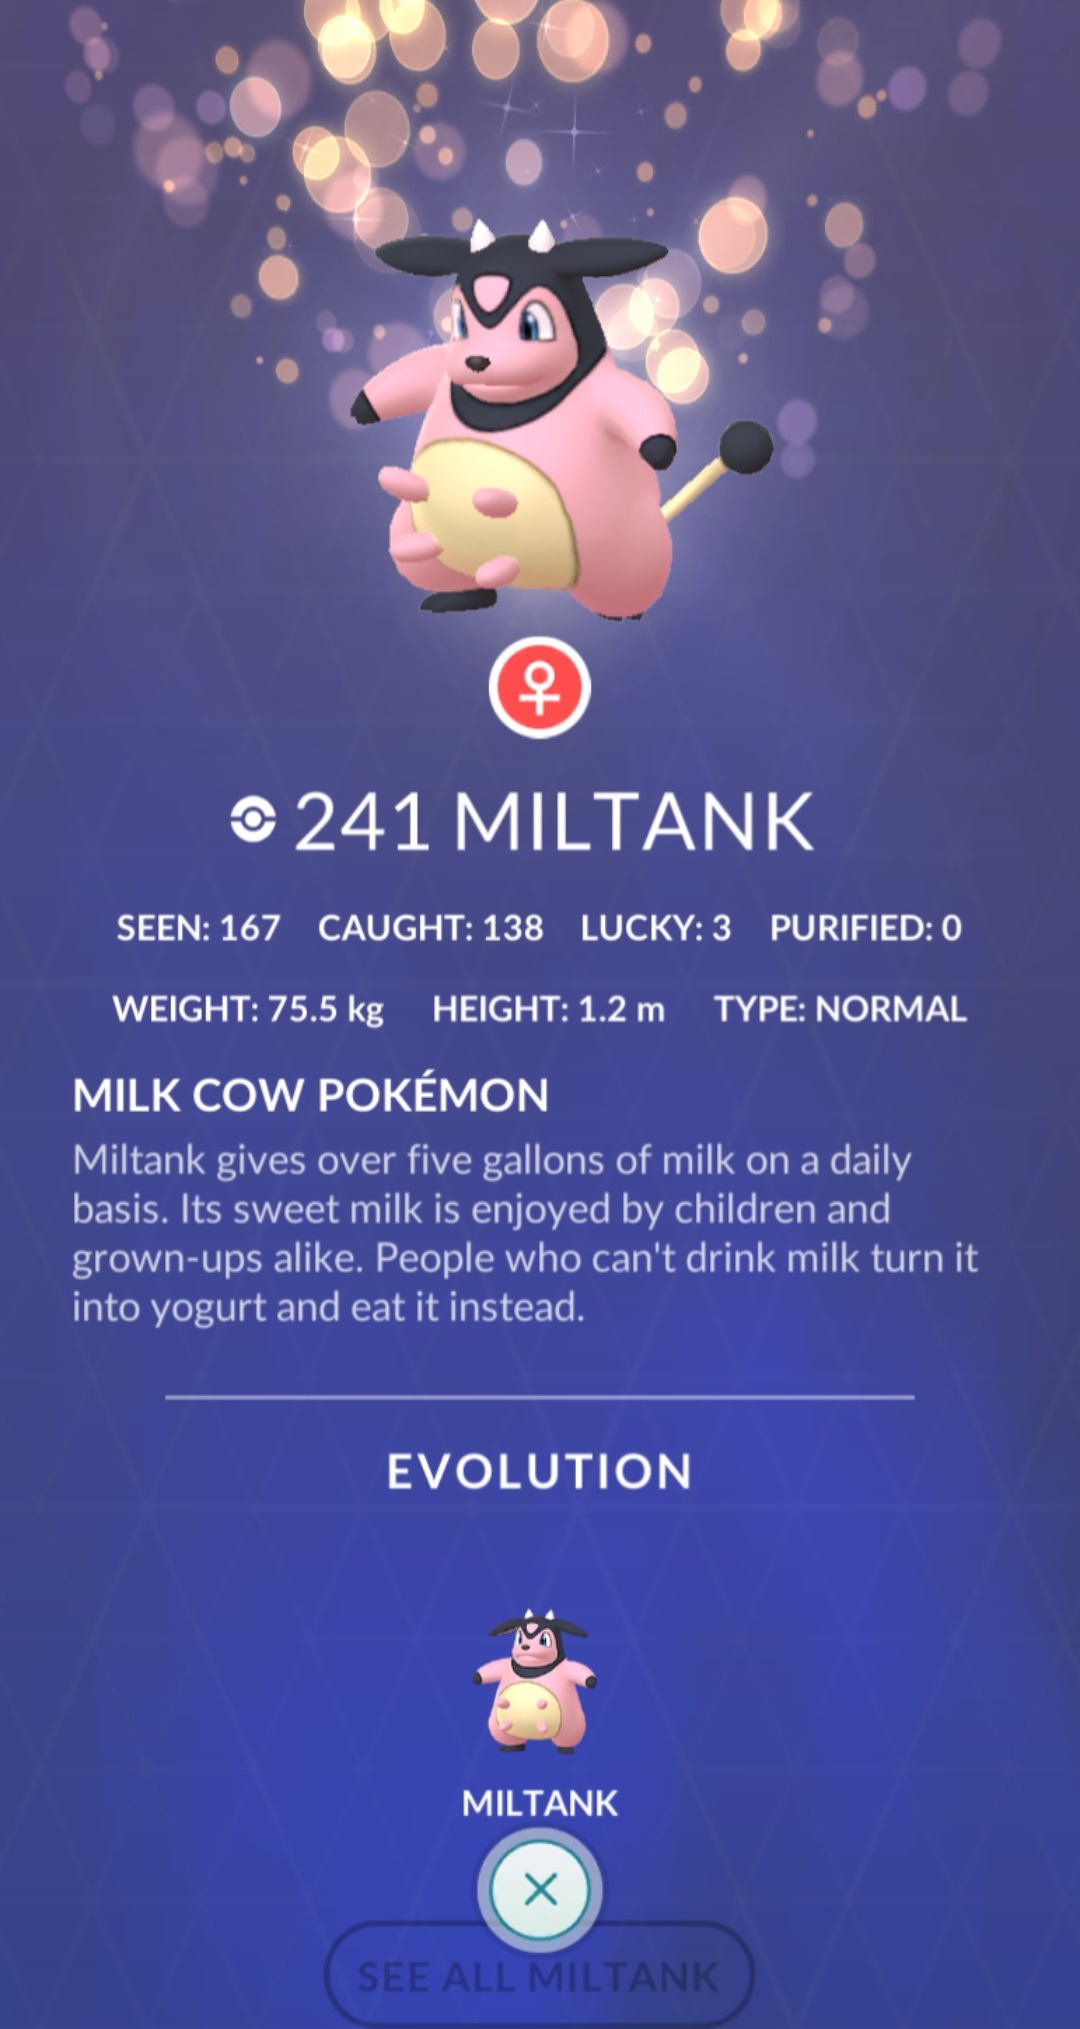 241 MILTANK
SEEN: 167 CAUGHT: 138 LUCKY: 3 PURIFIED: 0
WEIGHT: 75.5 kg HEIGHT: 1.2 m TYPE: NORMAL
MILK COW POKÉMON
Miltank gives over five gallons of milk on a daily
basis. Its sweet milk is enjoyed by children and
grown-ups alike. People who can't drink milk turn it
into yogurt and eat it instead.
EVOLUTION
MILTANK
SEE ALL MILTANK